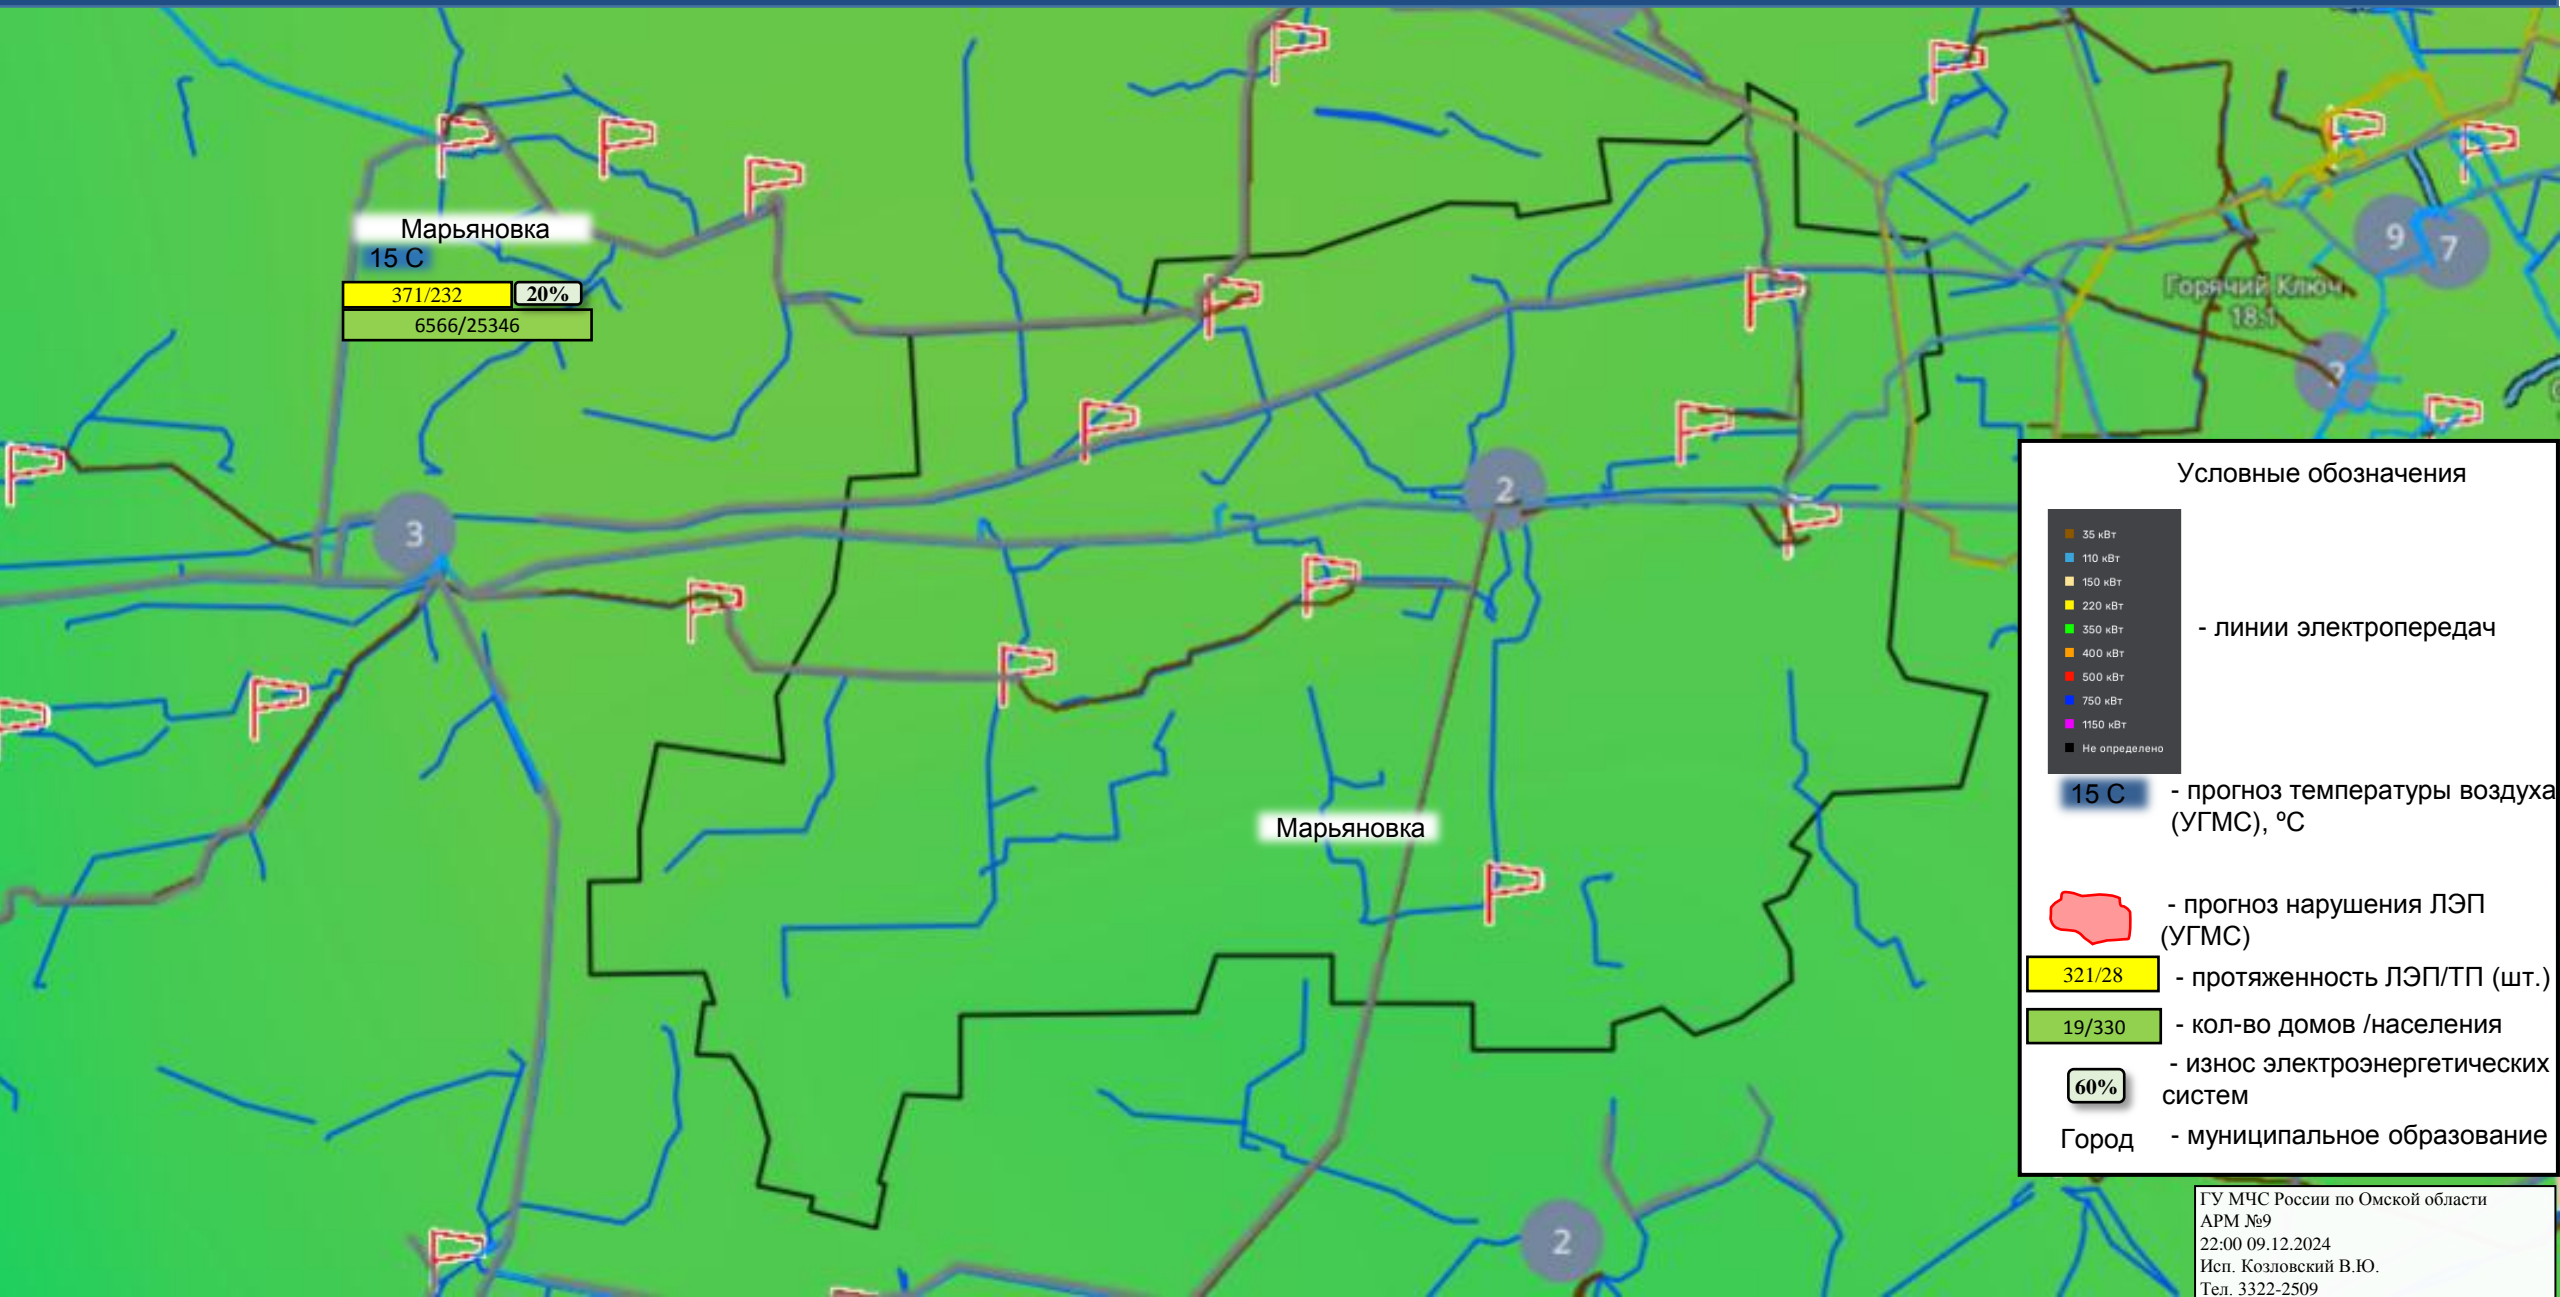 9
7
Марьяновка
15 С
Горячий Ключ
18.1
371/232
20%
6566/25346
2
3
Марьяновка
2
Условные обозначения
35 кВт
110 кВт
150 кВт
220 кВт
350 кВт
400 кВт
500 кВт
750 кВт
1150 кВт
Не определено
- линии электропередач
15 С
- прогноз температуры воздуха
(УГМС), ºС
- прогноз нарушения ЛЭП
(УГМС)
321/28
- протяженность ЛЭП/ТП (шт.)
19/330
- кол-во домов /населения
- износ электроэнергетических
60%
систем
Город
- муниципальное образование
ГУ МЧС России по Омской области
АРМ №9
22:00 09.12.2024
Исп. Козловский В.Ю.
Тел. 3322-2509